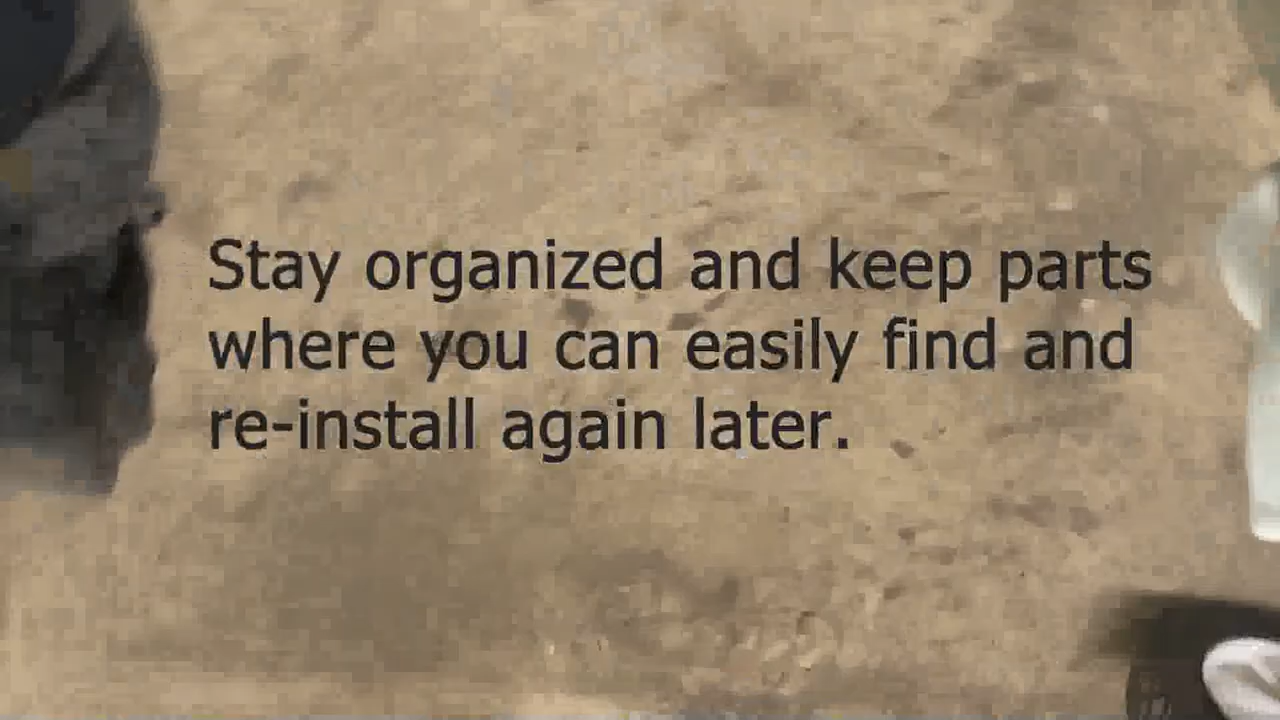 Stay organized and keep parts
where you can easily find and
re-install again later.